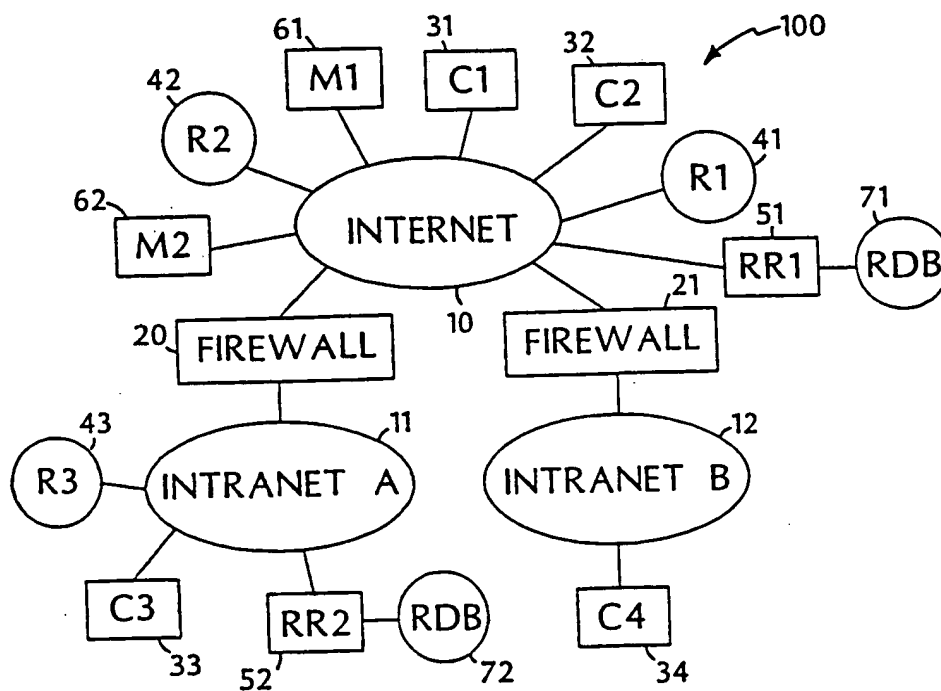 61
31
32
100
M1
C1
C2
42
R2
41
R1
62
M2
INTERNET
51
71
RR1
RDB
10
20
FIREWALL
21
FIREWALL
43
R3
11
INTRANET A
12
INTRANET B
C3
33
RR2
52
RDB
72
C4
34